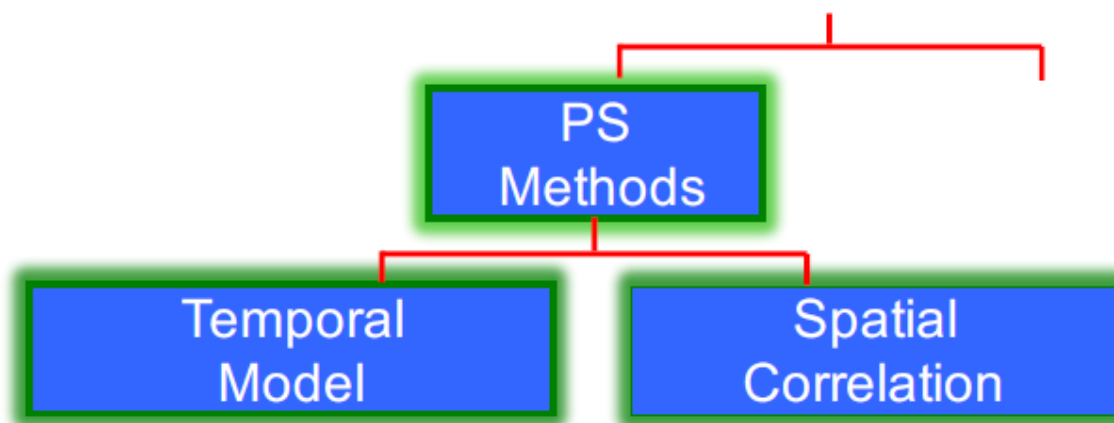 PS
Methods
Temporal
Model
Spatial
Correlation